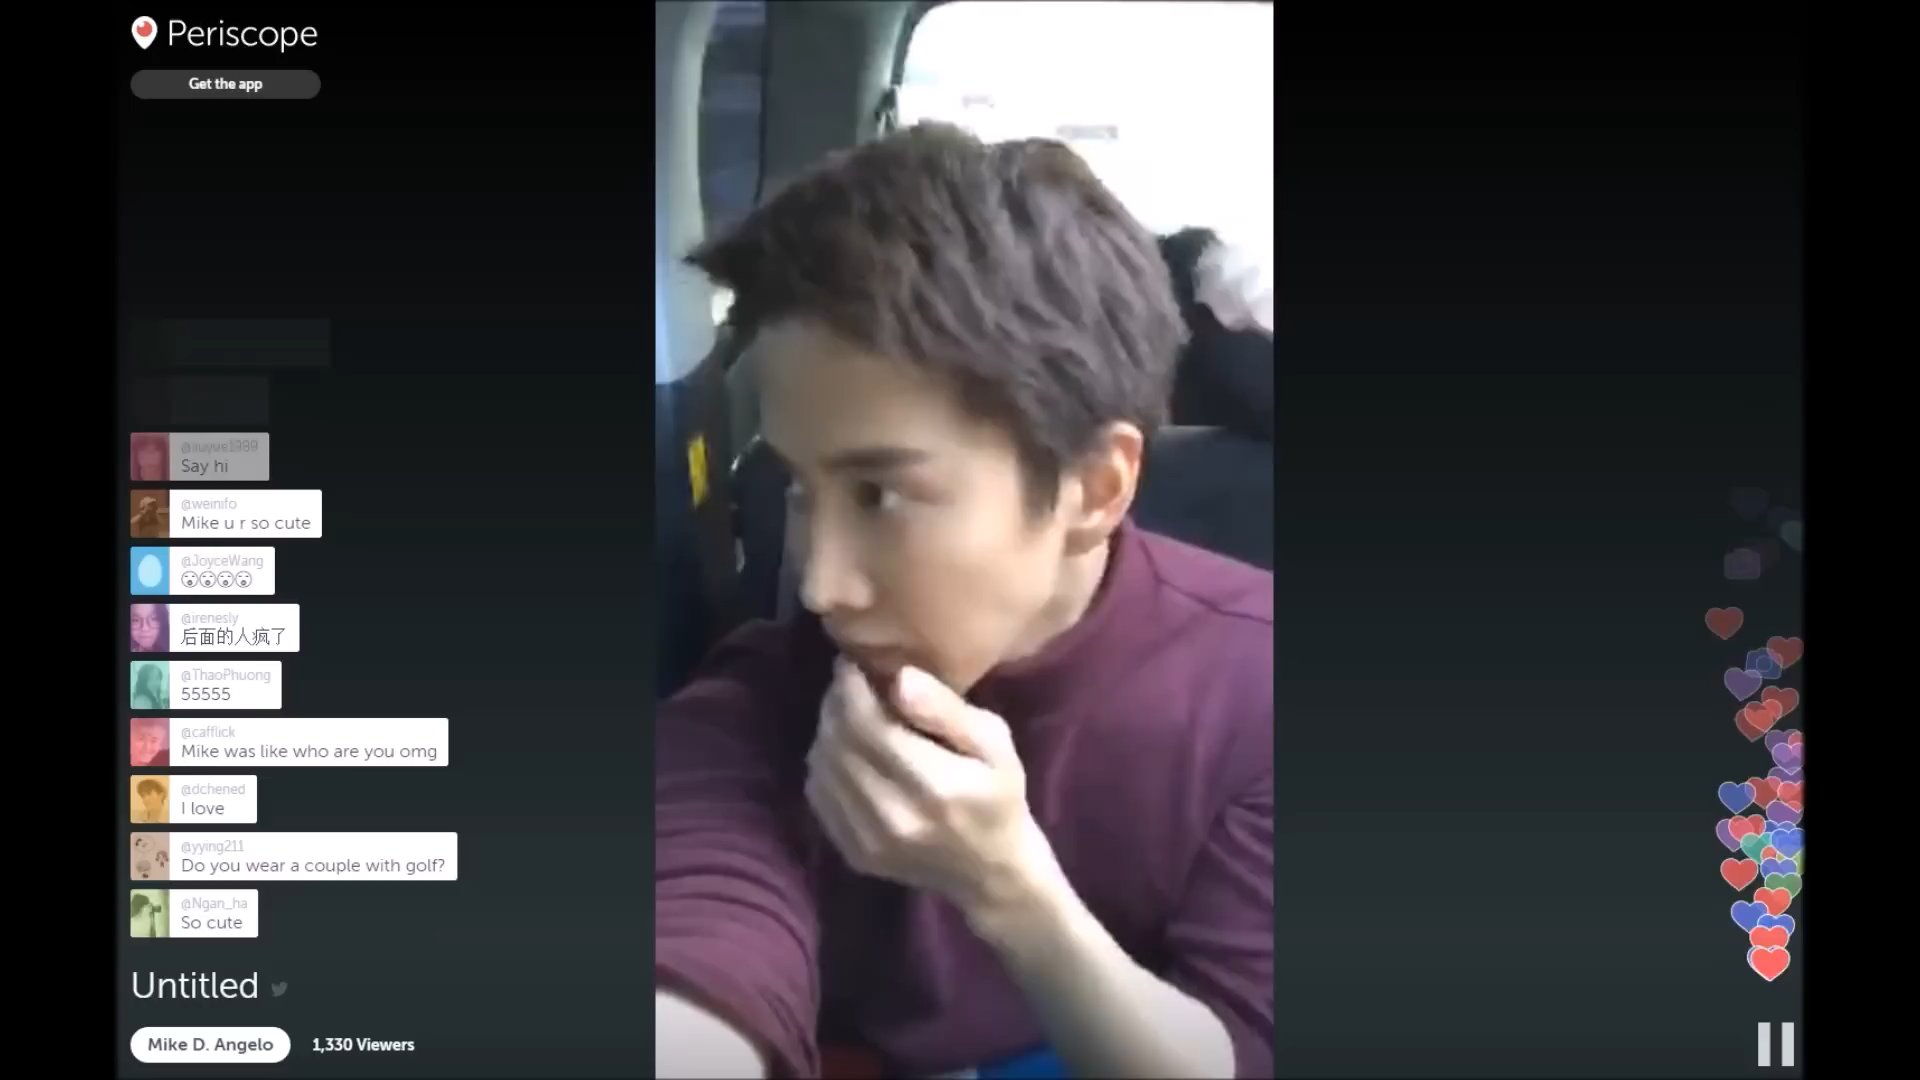 Periscope
Get the app
Say hi
@weinifo
Mike u r so cute
@JoyceWang
@irenesly
后面的人疯了
@ThaoPhuong
55555
@cafflick
Mike was like who are you omg
@dchened
I love
@yying211
Do you wear a couple with golf?
@Ngan_ha
So cute
Untitled
Mike D. Angelo
1,330 Viewers